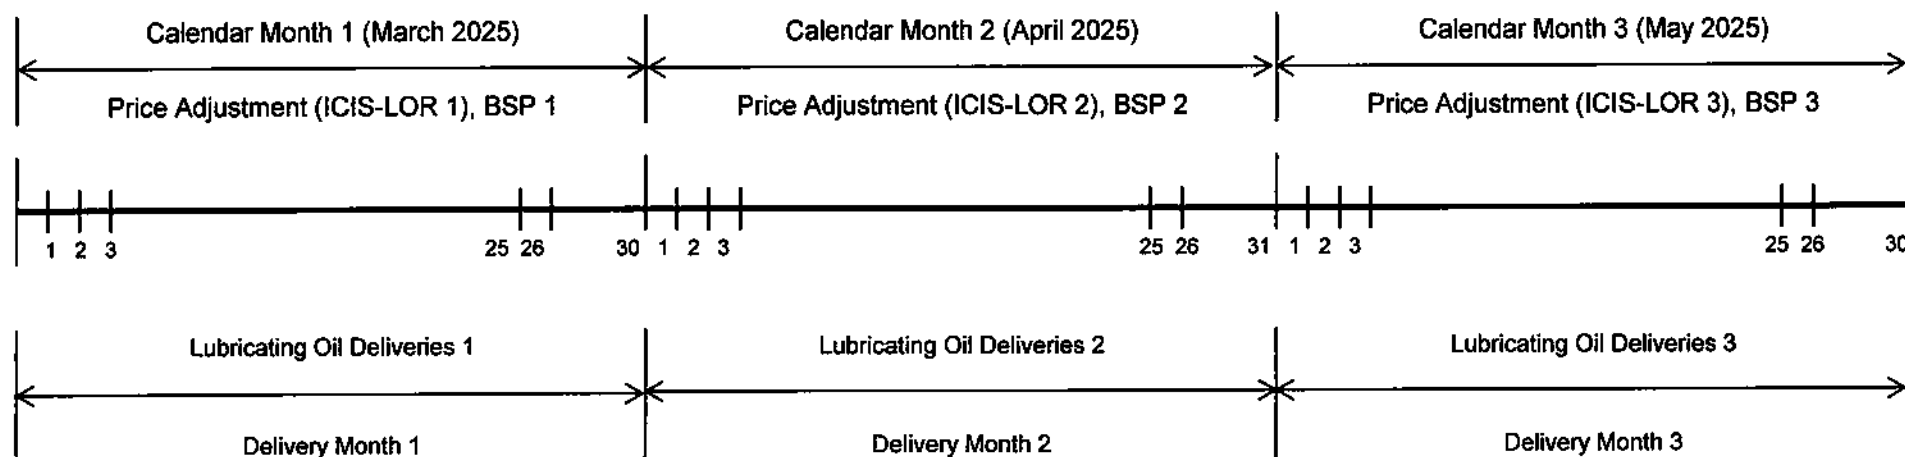 Calendar Month 1 (March 2025) Calendar Month 2 (April 2025) Calendar Month 3 (May 2025)
Price Adjustment (ICIS-LOR 1), BSP 1 Price Adjustment (ICIS-LOR 2), BSP 2 Price Adjustment (ICIS-LOR 3), BSP 3
1 2 3 25 26 30 1 2 3 25 26 31 1 2 3 25 26 30
Lubricating Oil Deliveries 1 Lubricating Oil Deliveries 2 Lubricating Oil Deliveries 3
Delivery Month 1 Delivery Month 2 Delivery Month 3